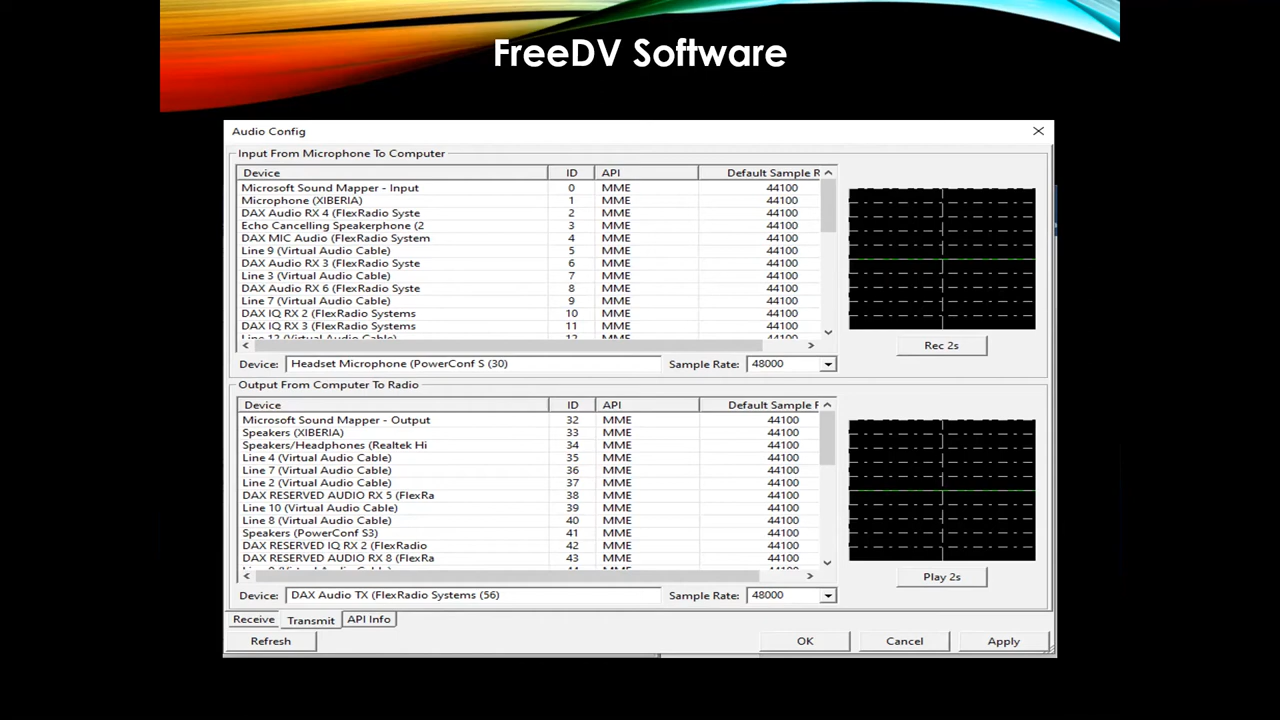 FreeDV Software
Audio Config
Input From Microphone To Computer
Device ID API Default Sample R
Microsoft Sound Mapper - Input 0 MME 44100
Microphone (XIBERIA) 1 MME 44100
DAX Audio RX 4 (FlexRadio Syste 2 MME 44100
Echo Cancelling Speakerphone (2 3 MME 44100
DAX MIC Audio (FlexRadio System 4 MME 44100
Line 9 (Virtual Audio Cable) 5 MME 44100
DAX Audio RX 3 (FlexRadio Syste 6 MME 44100
Line 3 (Virtual Audio Cable) 7 MME 44100
DAX Audio RX 6 (FlexRadio Syste 8 MME 44100
Line 7 (Virtual Audio Cable) 9 MME 44100
DAX IQ RX 2 (FlexRadio Systems 10 MME 44100
DAX IQ RX 3 (FlexRadio Systems 11 MME 44100
Rec 2s
Device: Headset Microphone (PowerConf S (30) Sample Rate: 48000
Output From Computer To Radio
Device ID API Default Sample F
Microsoft Sound Mapper - Output 32 MME 44100
Speakers (XIBERIA) 33 MME 44100
Speakers/Headphones (Realtek Hi 34 MME 44100
Line 4 (Virtual Audio Cable) 35 MME 44100
Line 7 (Virtual Audio Cable) 36 MME 44100
Line 2 (Virtual Audio Cable) 37 MME 44100
DAX RESERVED AUDIO RX 5 (FlexRa 38 MME 44100
Line 10 (Virtual Audio Cable) 39 MME 44100
Line 8 (Virtual Audio Cable) 40 MME 44100
Speakers (PowerConf S3) 41 MME 44100
DAX RESERVED IQ RX 2 (FlexRadio 42 MME 44100
DAX RESERVED AUDIO RX 8 (FlexRa 43 MME 44100
Play 2s
Device: DAX Audio TX (FlexRadio Systems (56) Sample Rate: 48000
Receive Transmit API Info
Refresh OK Cancel Apply